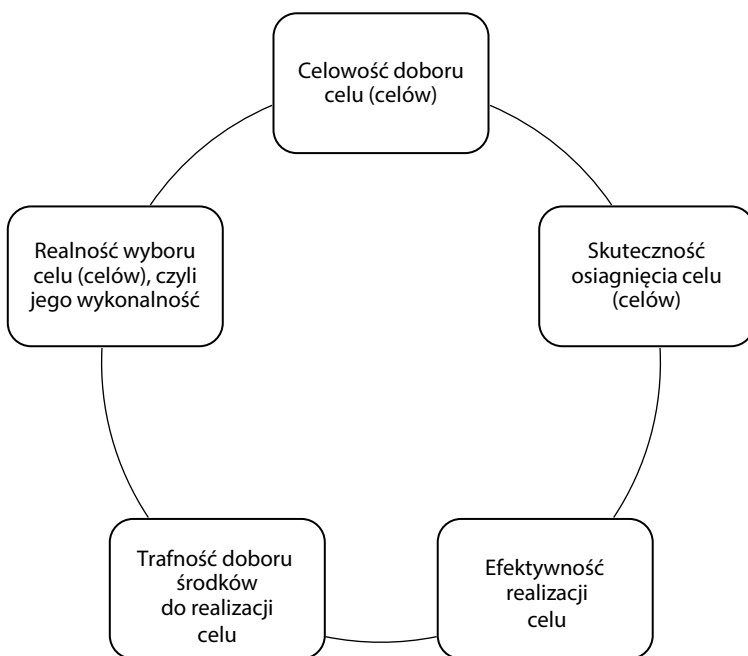 Celowość doboru
celu (celów)
Skuteczność
osiagnięcia celu
(celów)
Efektywność
realizacji
celu
Trafność doboru
środków
do realizacji
celu
Realność wyboru
celu (celów), czyli
jego wykonalność